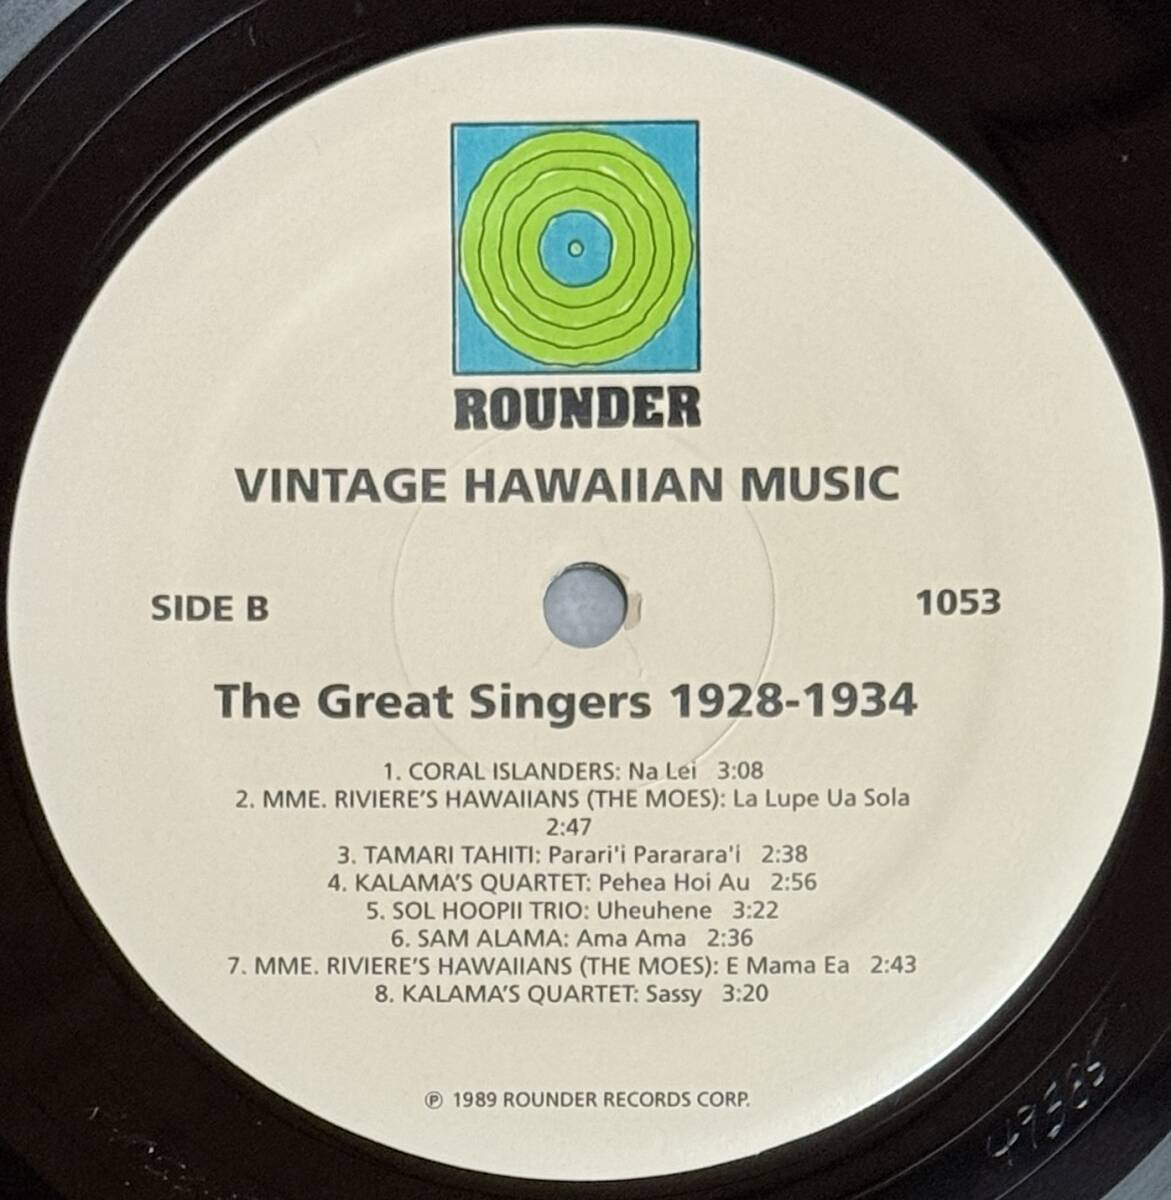 ROUNDER
VINTAGE HAWAIIAN MUSIC
SIDE B
1053
The Great Singers 1928-1934
1. CORAL ISLANDERS: Na Lei 3:08
2. MME. RIVIERE'S HAWAIIANS (THE MOES): La Lupe Ua Sola
2:47
3. TAMARI TAHITI: Parari'i Pararara'i 2:38
4. KALAMA'S QUARTET: Pehea Hoi Au 2:56
5. SOL HOOPII TRIO: Uheuhene 3:22
6. SAM ALAMA: Ama Ama 2:36
7. MME. RIVIERE'S HAWAIIANS (THE MOES): E Mama Ea 2:43
8. KALAMA'S QUARTET: Sassy 3:20
℗ 1989 ROUNDER RECORDS CORP.